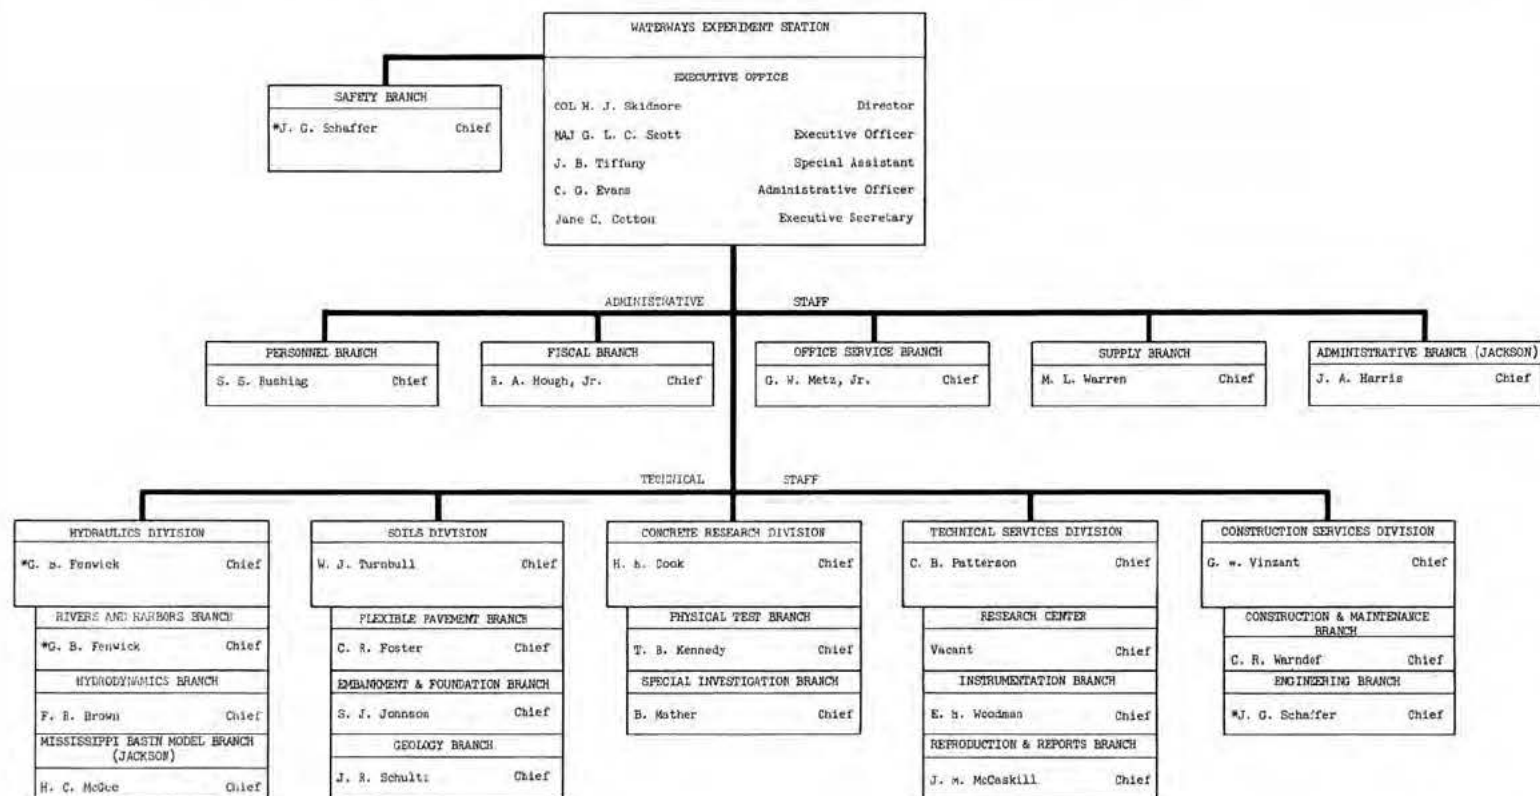 WATERWAYS EXPERIMENT STATION
EXECUTIVE OFFICE
COL H. J. Skidmore Director
MAJ G. L. C. Scott Executive Officer
J. B. Tiffany Special Assistant
C. G. Evans Administrative Officer
Jane C. Cotton Executive Secretary
SAFETY BRANCH
*J. G. Schaffer Chief
ADMINISTRATIVE STAFF
PERSONNEL BRANCH
S. S. Rushing Chief
FISCAL BRANCH
A. Hough, Jr. Chief
OFFICE SERVICE BRANCH
G. W. Metz, Jr. Chief
SUPPLY BRANCH
M. L. Warren Chief
ADMINISTRATIVE BRANCH (JACKSON)
J. A. Harris Chief
TECHNICAL STAFF
HYDRAULICS DIVISION
*G. B. Fenwick Chief
RIVERS AND HARBORS BRANCH
*G. B. Fenwick Chief
HYDRODYNAMICS BRANCH
F. R. Brown Chief
MISSISSIPPI BASIN MODEL BRANCH
(JACKSON)
H. C. McGee Chief
SOILS DIVISION
W. J. Turnbull Chief
FLEXIBLE PAVEMENT BRANCH
C. R. Foster Chief
EMBANKMENT & FOUNDATION BRANCH
S. J. Johnson Chief
GEOLOGY BRANCH
J. R. Schultz Chief
CONCRETE RESEARCH DIVISION
H. K. Cook Chief
PHYSICAL TEST BRANCH
T. B. Kennedy Chief
SPECIAL INVESTIGATION BRANCH
B. Mather Chief
TECHNICAL SERVICES DIVISION
C. B. Patterson Chief
RESEARCH CENTER
Vacant Chief
INSTRUMENTATION BRANCH
E. H. Woodman Chief
REPRODUCTION & REPORTS BRANCH
J. M. McCaskill Chief
CONSTRUCTION SERVICES DIVISION
G. W. Vinzant Chief
CONSTRUCTION & MAINTENANCE
BRANCH
C. R. Warndof Chief
ENGINEERING BRANCH
*J. G. Schaffer Chief